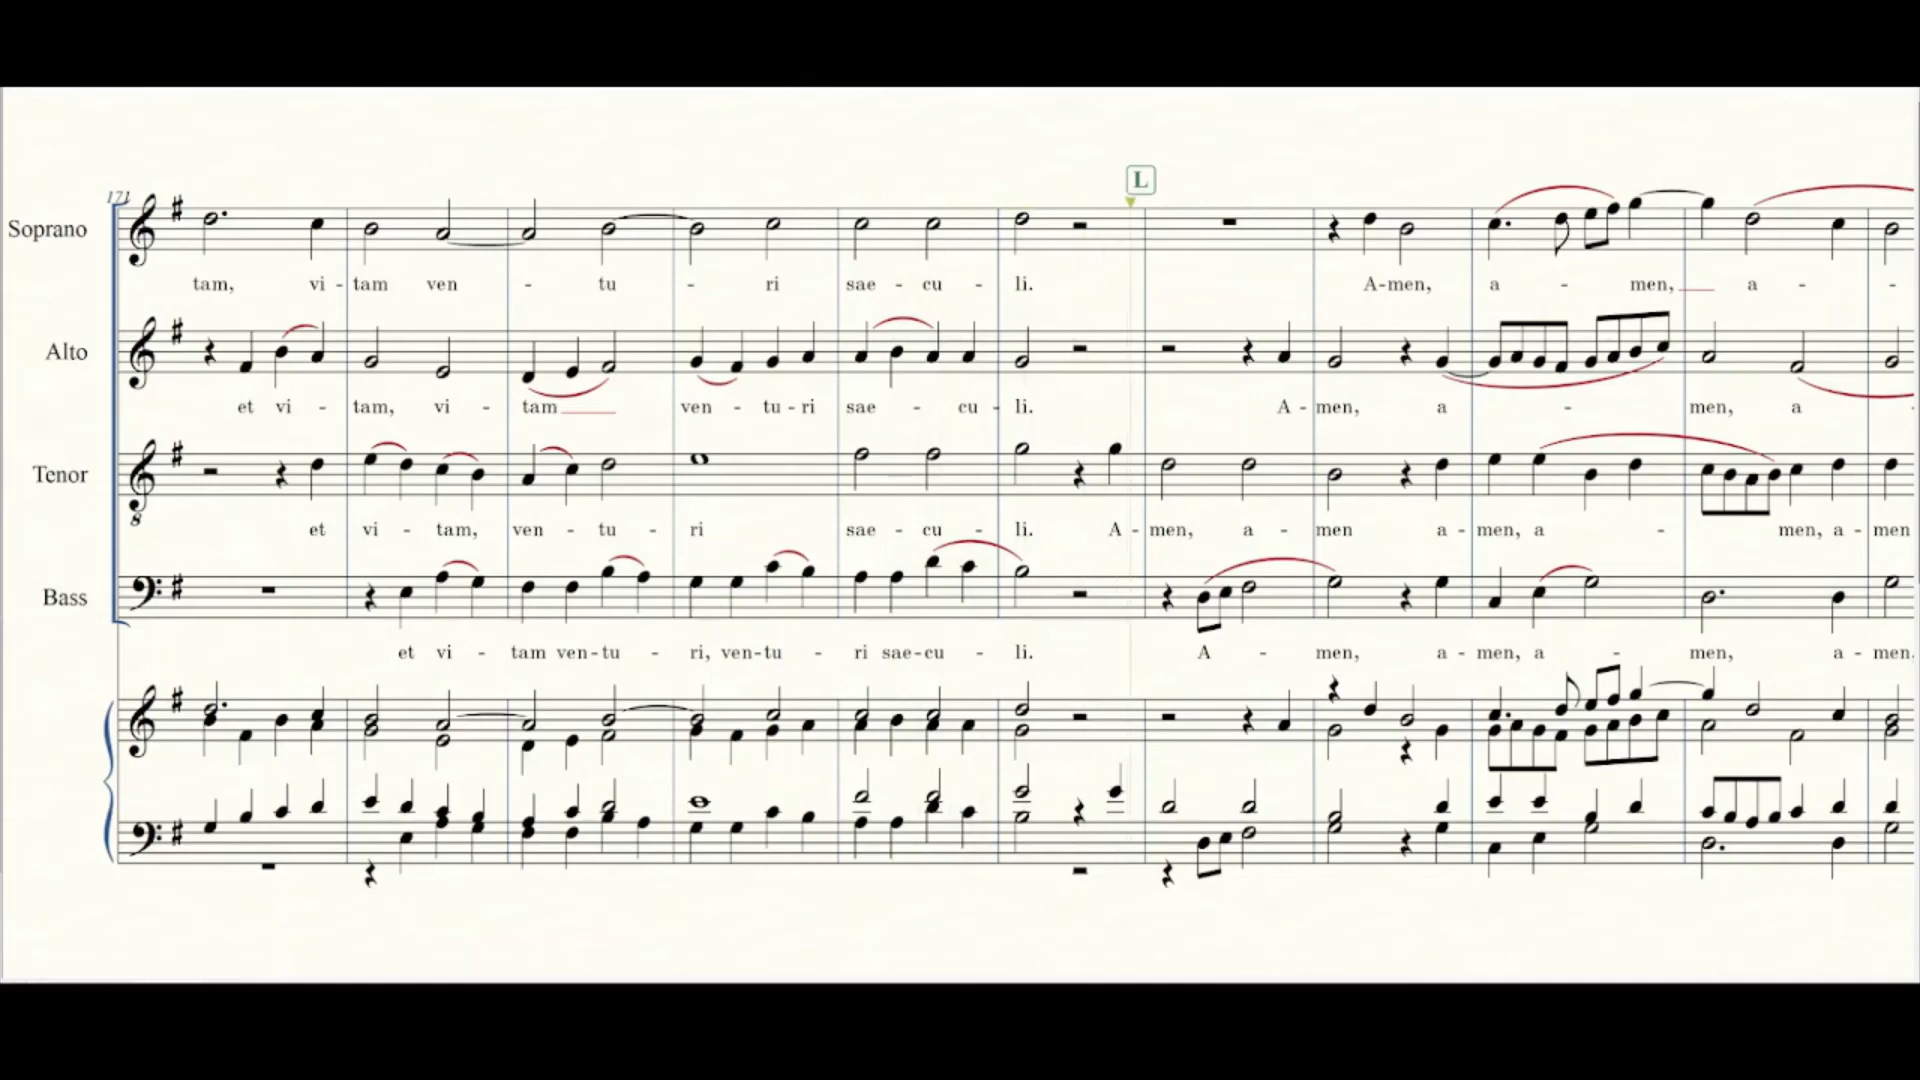 L
171
Soprano
tam, vi - tam ven - tu - ri sae - cu - li. A-men, a - men, a - -
Alto
et vi - tam, vi - tam ven - tu - ri sae - cu - li. A - men, a - men, a -
Tenor
8
et vi - tam, ven - tu - ri sae - cu - li. A - men, a - men a - men, a - men, a - men
Bass
et vi - tam ven - tu - ri, ven - tu - ri sae - cu - li. A - men, a - men, a - men, a - men,